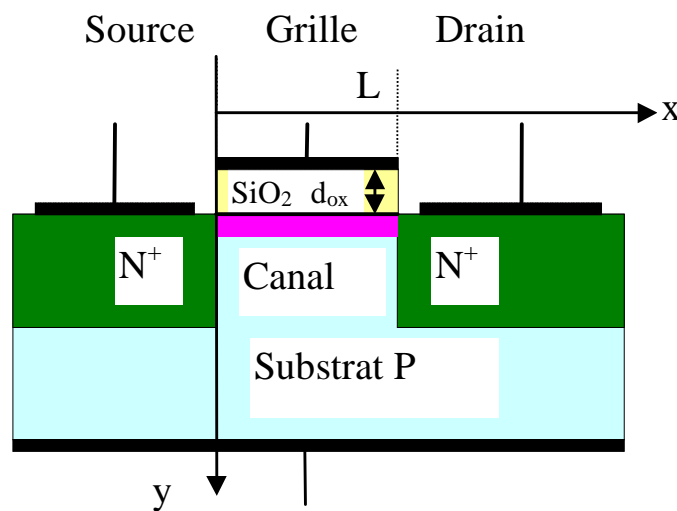 Source Grille Drain
L
x
SiO₂ dₒₓ
N⁺ Canal N⁺
Substrat P
y